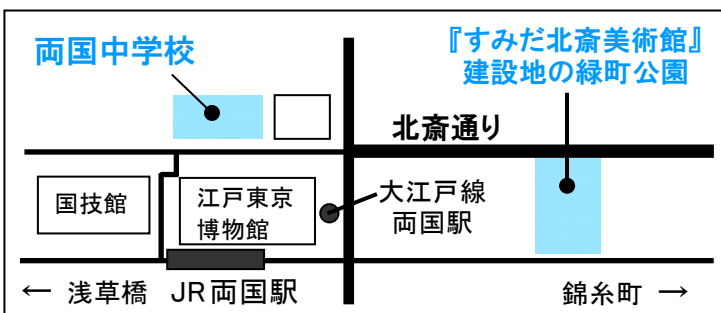 両国中学校
『すみだ北斎美術館』
建設地の緑町公園
北斎通り
国技館
江戸東京
博物館
大江戸線
両国駅
← 浅草橋
JR両国駅
錦糸町 →